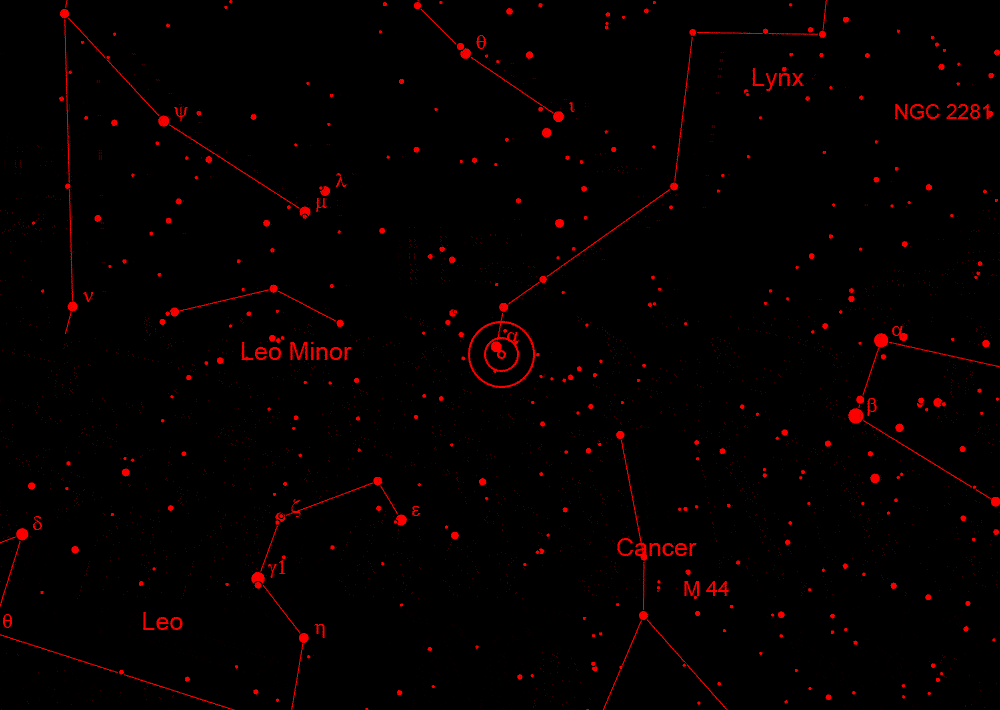 θ
Lynx
ι
NGC 2281
ψ
λ
μ
ν
α
α
Leo Minor
β
ζ
ε
δ
Cancer
γ1
M 44
θ
Leo
η